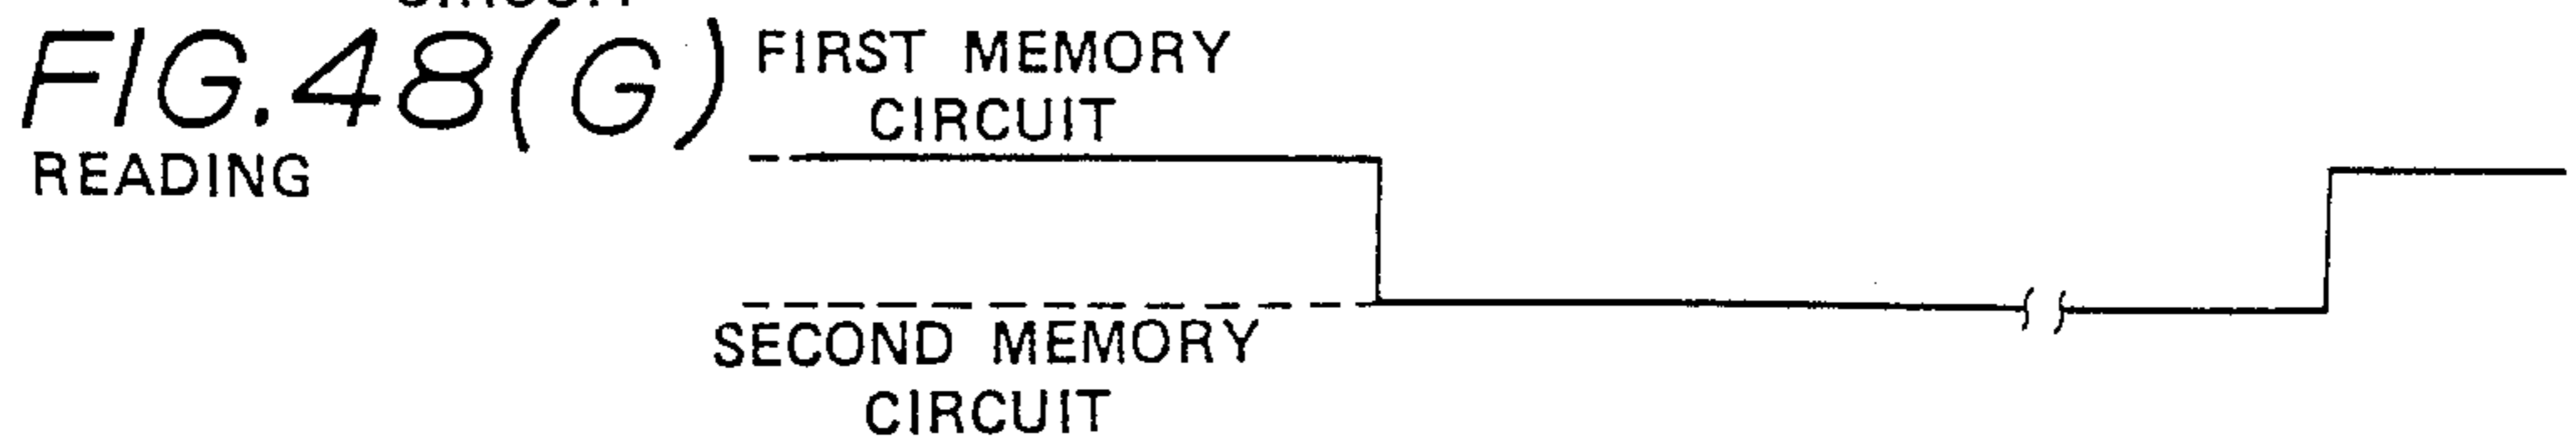 FIG.48(G)
READING
FIRST MEMORY
CIRCUIT
SECOND MEMORY
CIRCUIT